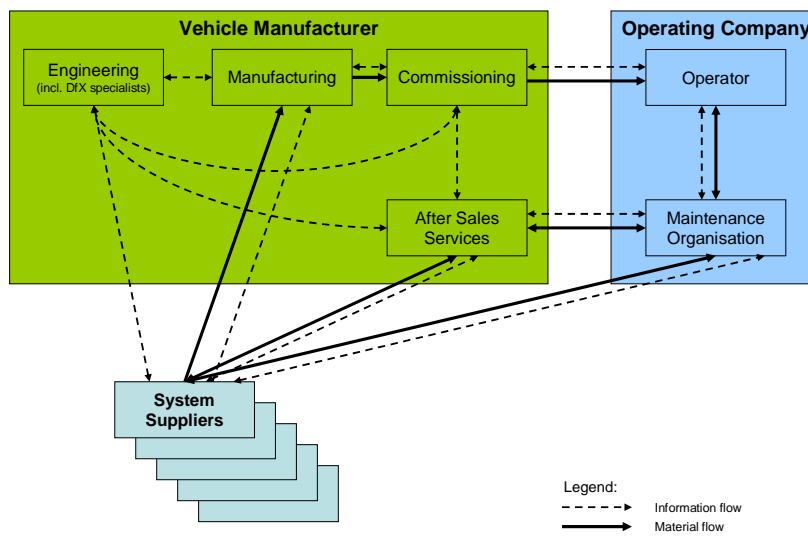 Vehicle Manufacturer
Operating Company
Engineering
(incl. DfX specialists)
Manufacturing
Commissioning
Operator
After Sales
Services
Maintenance
Organisation
System
Suppliers
Legend:
Information flow
Material flow